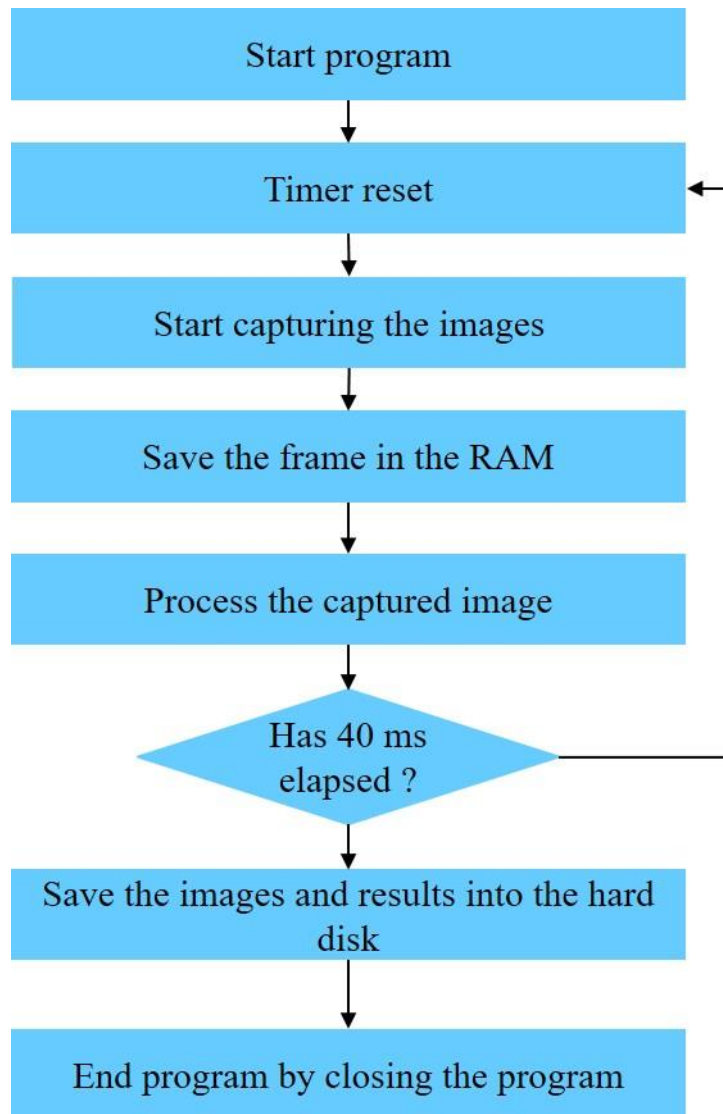 Start program
Timer reset
Start capturing the images
Save the frame in the RAM
Process the captured image
Has 40 ms
elapsed ?
Save the images and results into the hard
disk
End program by closing the program